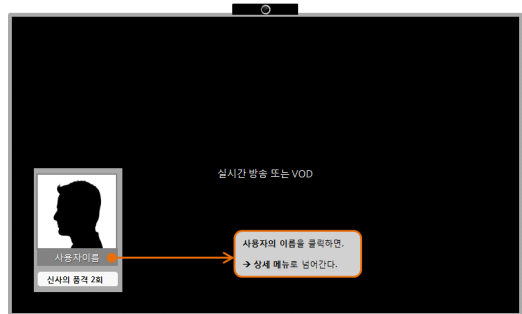 실시간 방송 또는 VOD
사용자이름
신사의 품격 2회
사용자의 이름을 클릭하면.
→ 상세 메뉴로 넘어간다.